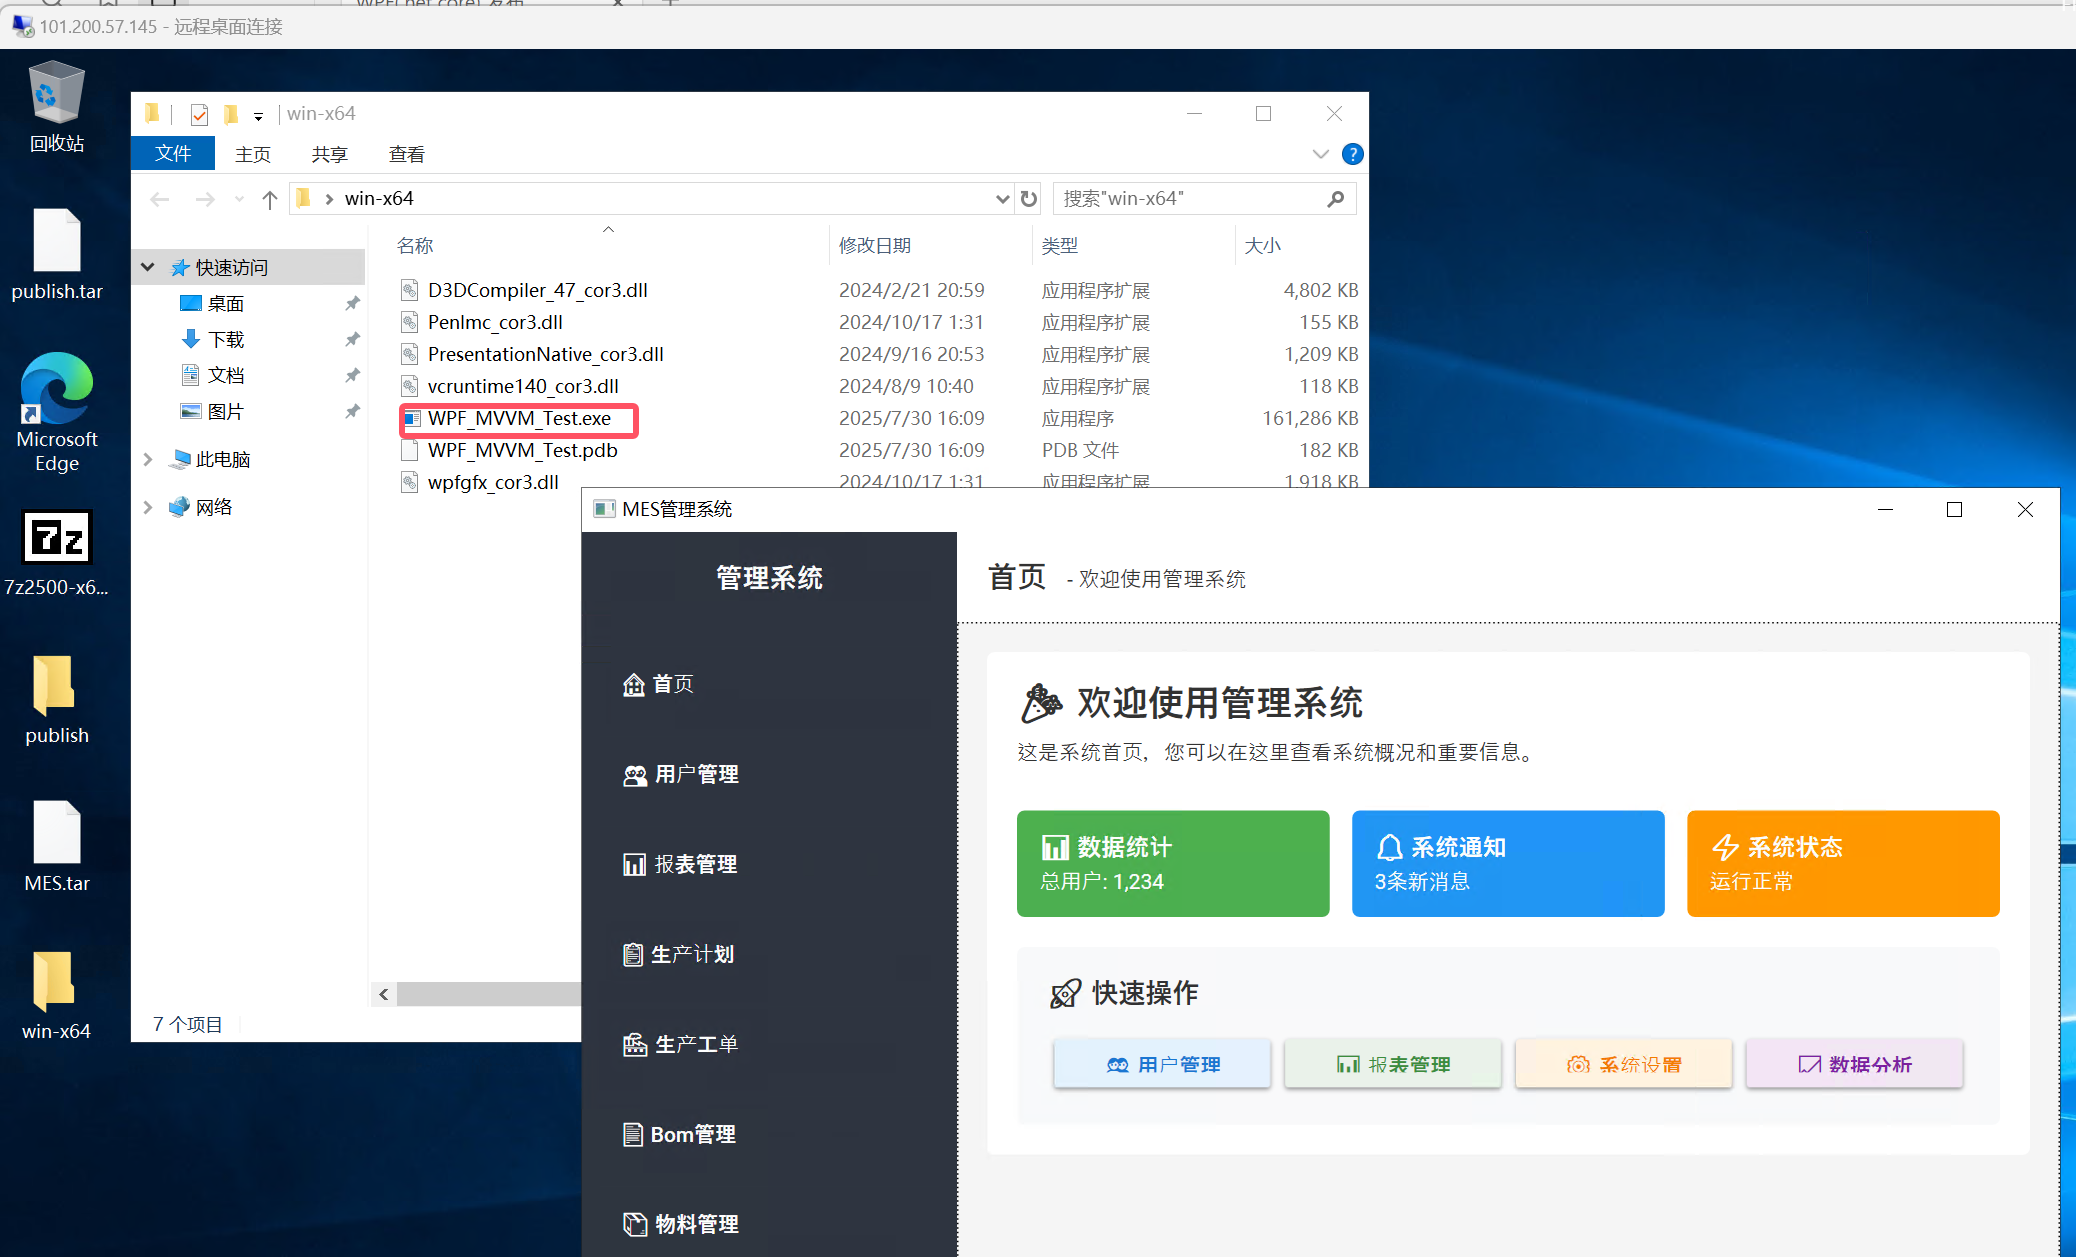 101.200.57.145 - 远程桌面连接
回收站
publish.tar
Microsoft
Edge
7z
7z2500-x6...
publish
MES.tar
win-x64
win-x64
文件 主页 共享 查看
win-x64
搜索"win-x64"
快速访问
桌面
下载
文档
图片
此电脑
网络
名称 修改日期 类型 大小
D3DCompiler_47_cor3.dll 2024/2/21 20:59 应用程序扩展 4,802 KB
PenImc_cor3.dll 2024/10/17 1:31 应用程序扩展 155 KB
PresentationNative_cor3.dll 2024/9/16 20:53 应用程序扩展 1,209 KB
vcruntime140_cor3.dll 2024/8/9 10:40 应用程序扩展 118 KB
WPF_MVVM_Test.exe 2025/7/30 16:09 应用程序 161,286 KB
WPF_MVVM_Test.pdb 2025/7/30 16:09 PDB 文件 182 KB
wpfgfx_cor3.dll 2024/10/17 1:31 应用程序扩展 1,918 KB
7 个项目
MES管理系统
管理系统
首页
用户管理
报表管理
生产计划
生产工单
Bom管理
物料管理
首页 - 欢迎使用管理系统
欢迎使用管理系统
这是系统首页，您可以在这里查看系统概况和重要信息。
数据统计
总用户: 1,234
系统通知
3条新消息
系统状态
运行正常
快速操作
用户管理 报表管理 系统设置 数据分析